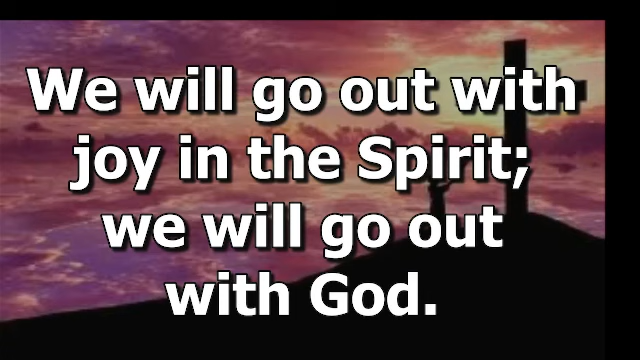 We will go out with
joy in the Spirit;
we will go out
with God.